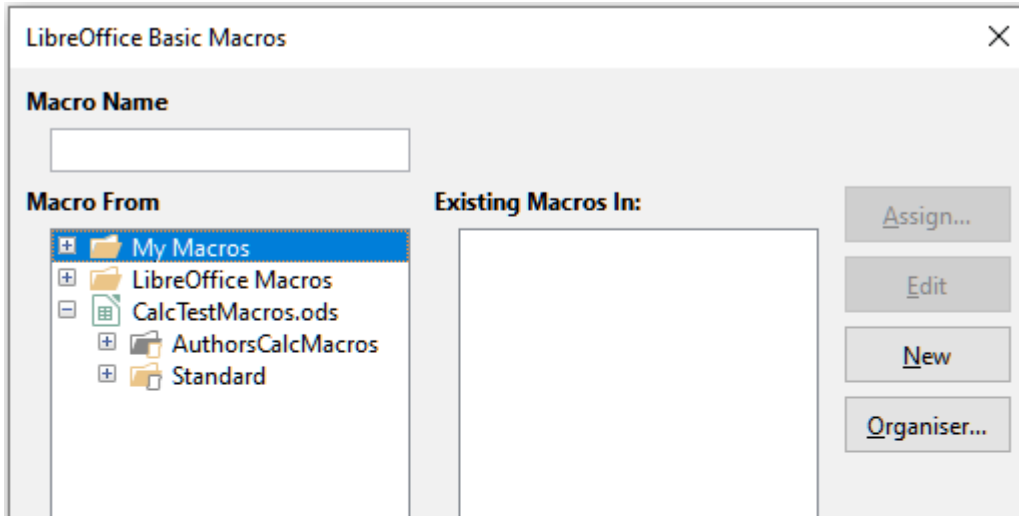 LibreOffice Basic Macros
Macro Name
Macro From
Existing Macros In:
My Macros
LibreOffice Macros
CalcTestMacros.ods
AuthorsCalcMacros
Standard
Assign...
Edit
New
Organiser...